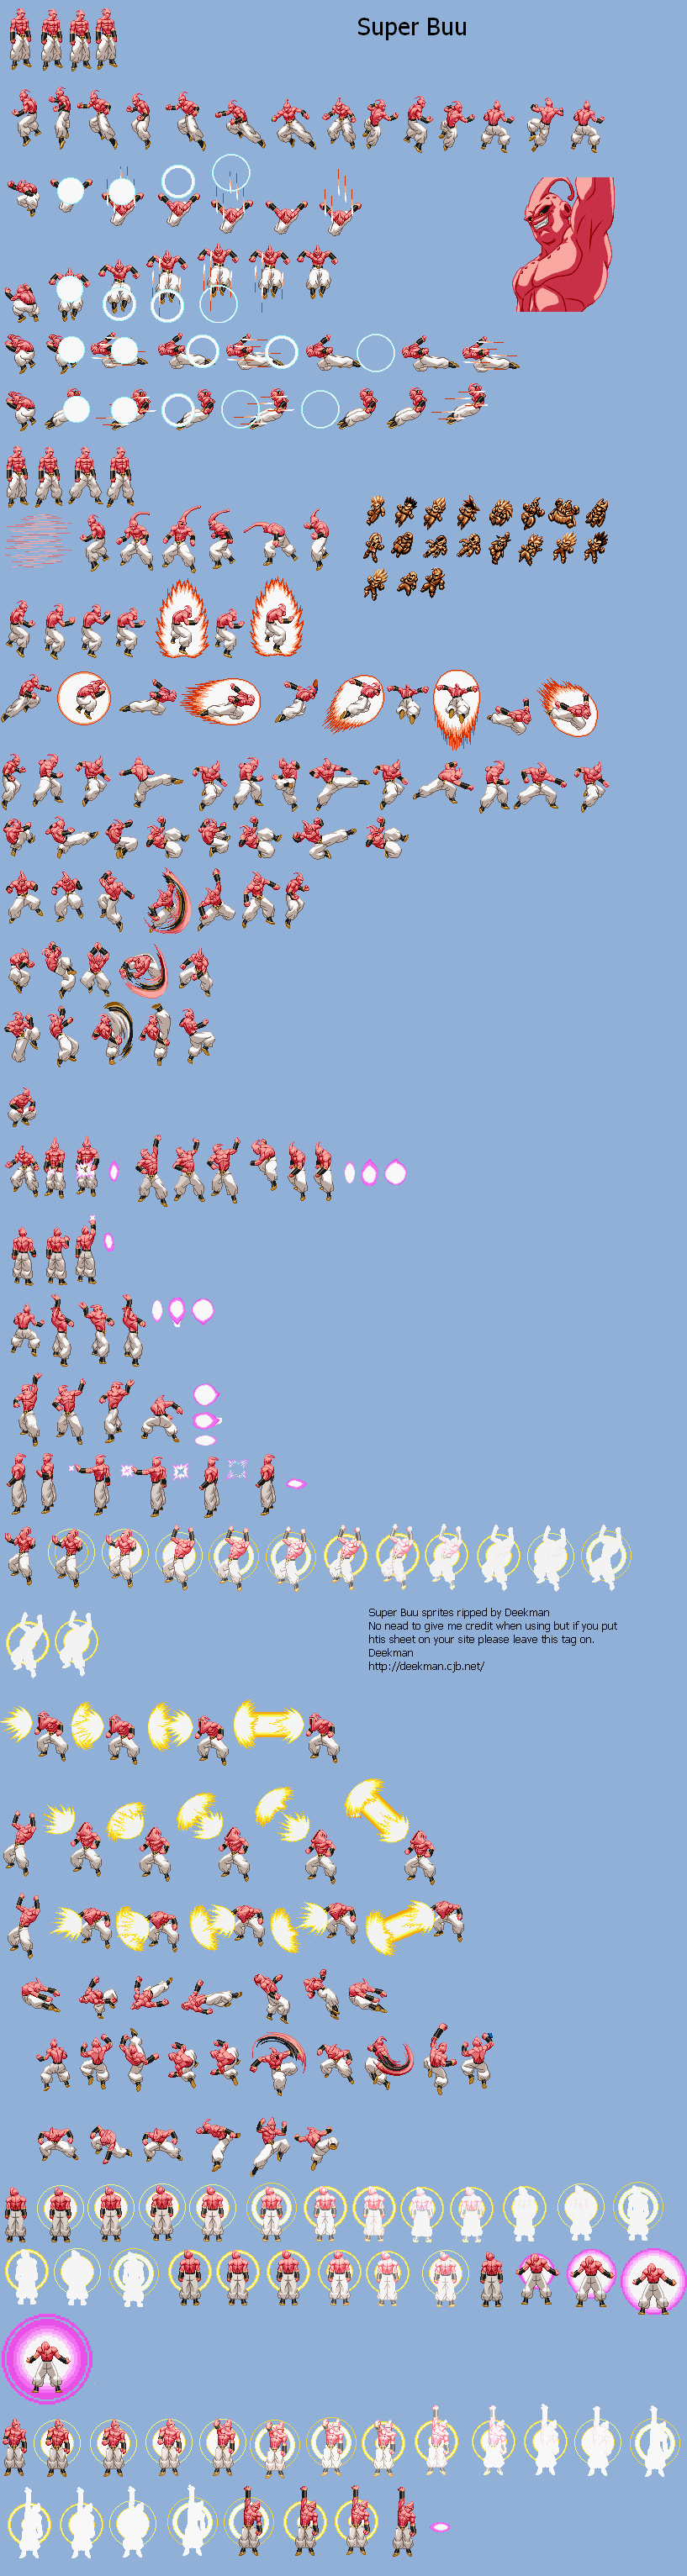 Super Buu
Super Buu sprites ripped by Deekman
No nead to give me credit when using but if you put
htis sheet on your site please leave this tag on.
Deekman
http://deekman.cjb.net/